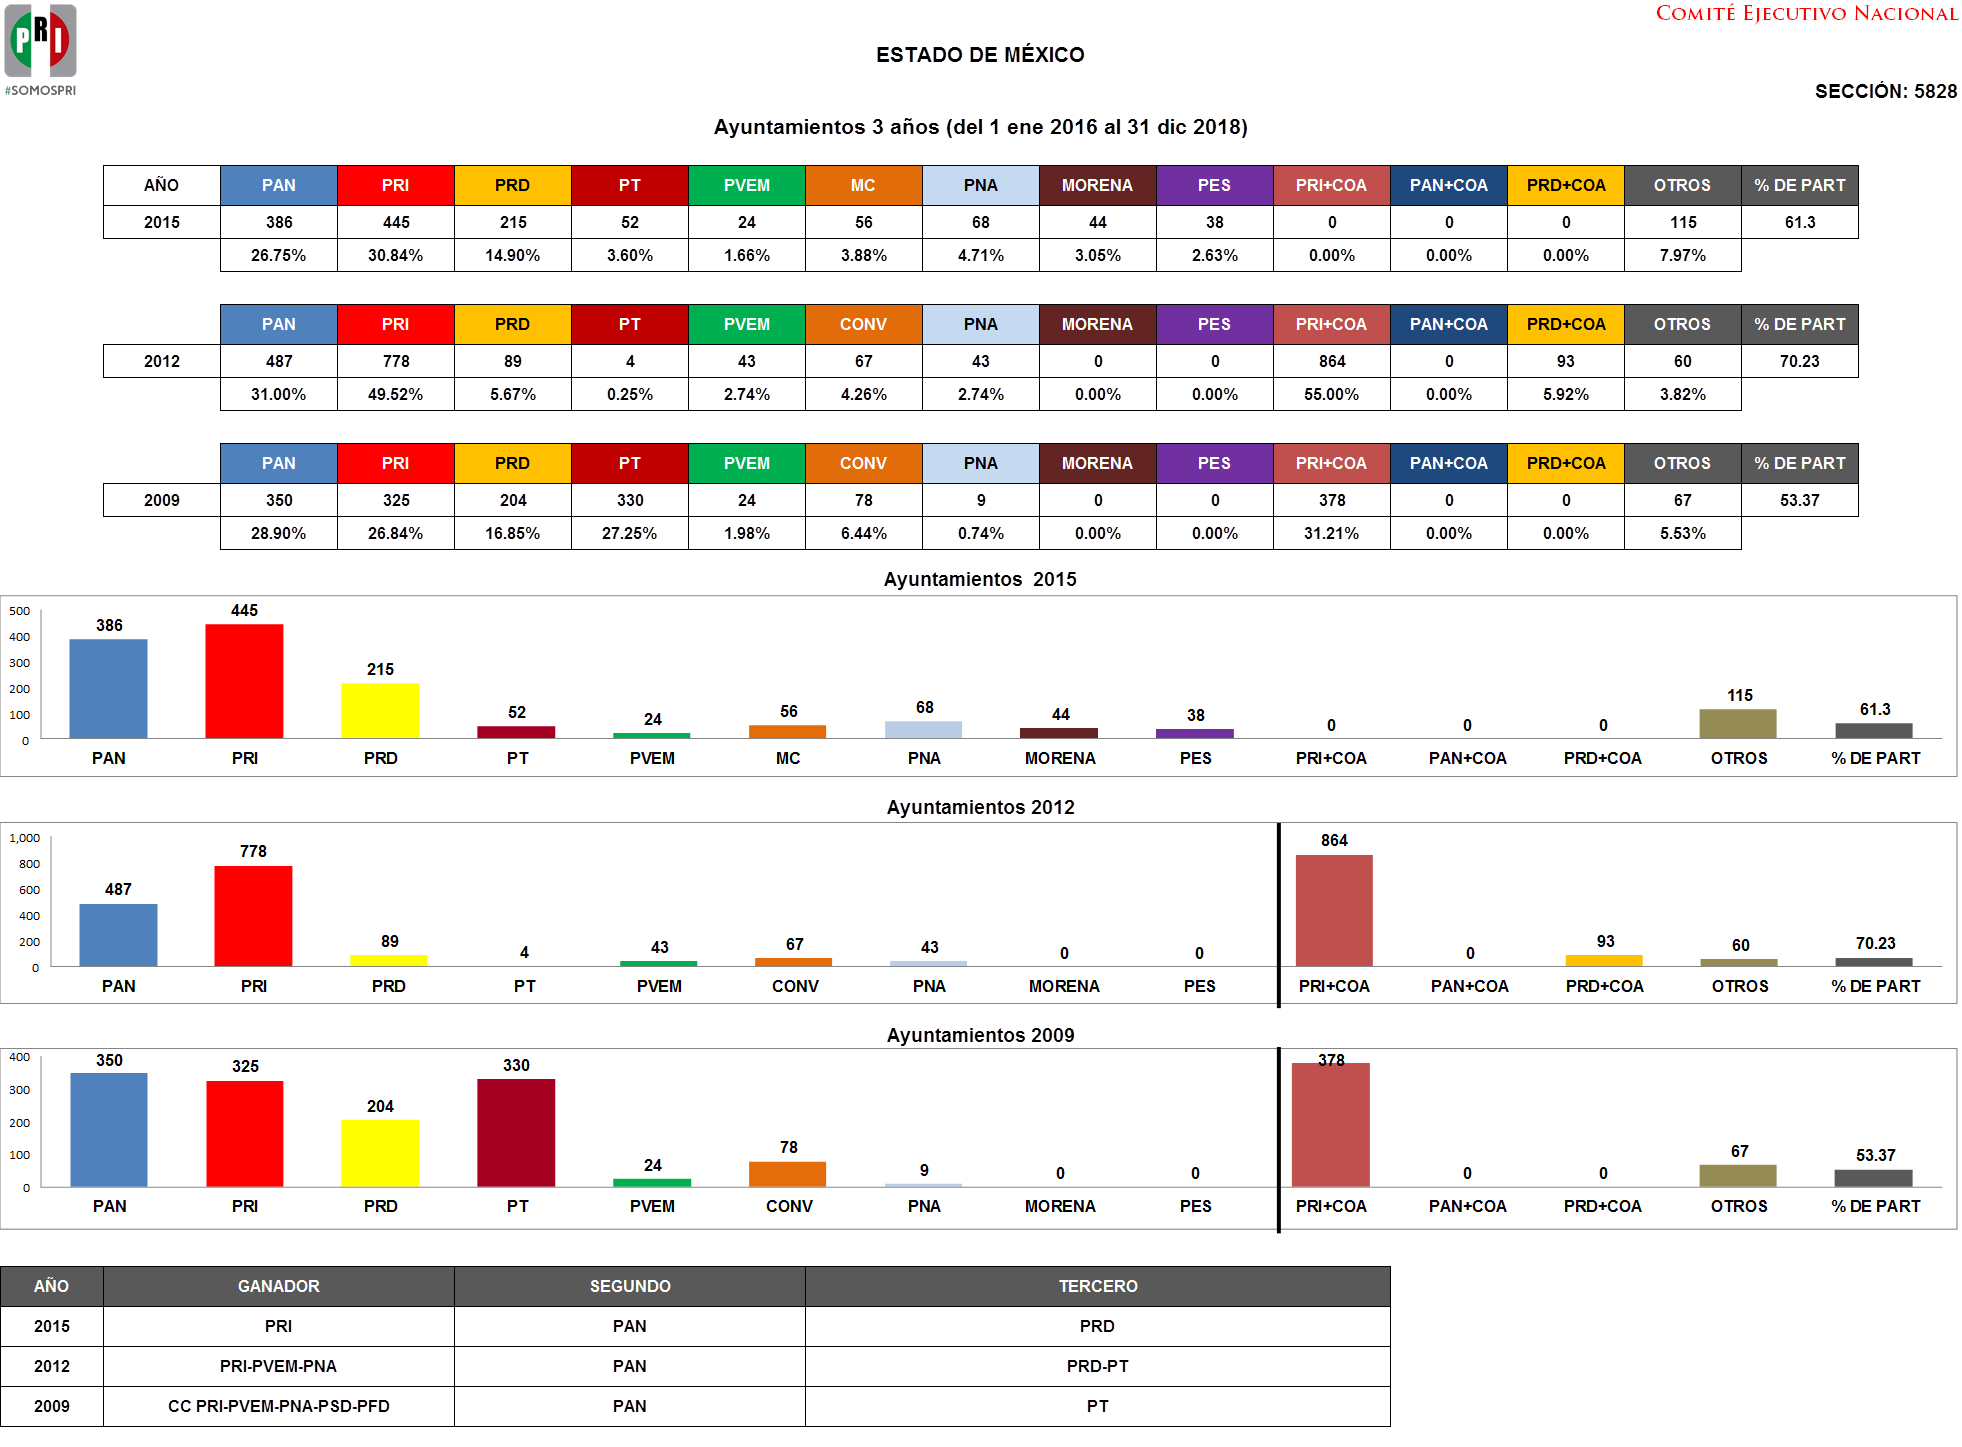 PRI
#SOMOSPRI
COMITÉ EJECUTIVO NACIONAL
ESTADO DE MÉXICO
SECCIÓN: 5828
Ayuntamientos 3 años (del 1 ene 2016 al 31 dic 2018)
AÑO PAN PRI PRD PT PVEM MC PNA MORENA PES PRI+COA PAN+COA PRD+COA OTROS % DE PART
2015 386 445 215 52 24 56 68 44 38 0 0 0 115 61.3
26.75% 30.84% 14.90% 3.60% 1.66% 3.88% 4.71% 3.05% 2.63% 0.00% 0.00% 0.00% 7.97%
PAN PRI PRD PT PVEM CONV PNA MORENA PES PRI+COA PAN+COA PRD+COA OTROS % DE PART
2012 487 778 89 4 43 67 43 0 0 864 0 93 60 70.23
31.00% 49.52% 5.67% 0.25% 2.74% 4.26% 2.74% 0.00% 0.00% 55.00% 0.00% 5.92% 3.82%
PAN PRI PRD PT PVEM CONV PNA MORENA PES PRI+COA PAN+COA PRD+COA OTROS % DE PART
2009 350 325 204 330 24 78 9 0 0 378 0 0 67 53.37
28.90% 26.84% 16.85% 27.25% 1.98% 6.44% 0.74% 0.00% 0.00% 31.21% 0.00% 0.00% 5.53%
Ayuntamientos 2015
500
400
300
200
100
0
386 445 215 52 24 56 68 44 38 0 0 0 115 61.3
PAN PRI PRD PT PVEM MC PNA MORENA PES PRI+COA PAN+COA PRD+COA OTROS % DE PART
Ayuntamientos 2012
1,000
800
600
400
200
0
487 778 89 4 43 67 43 0 0 864 0 93 60 70.23
PAN PRI PRD PT PVEM CONV PNA MORENA PES PRI+COA PAN+COA PRD+COA OTROS % DE PART
Ayuntamientos 2009
400
300
200
100
0
350 325 204 330 24 78 9 0 0 378 0 0 67 53.37
PAN PRI PRD PT PVEM CONV PNA MORENA PES PRI+COA PAN+COA PRD+COA OTROS % DE PART
AÑO GANADOR SEGUNDO TERCERO
2015 PRI PAN PRD
2012 PRI-PVEM-PNA PAN PRD-PT
2009 CC PRI-PVEM-PNA-PSD-PFD PAN PT